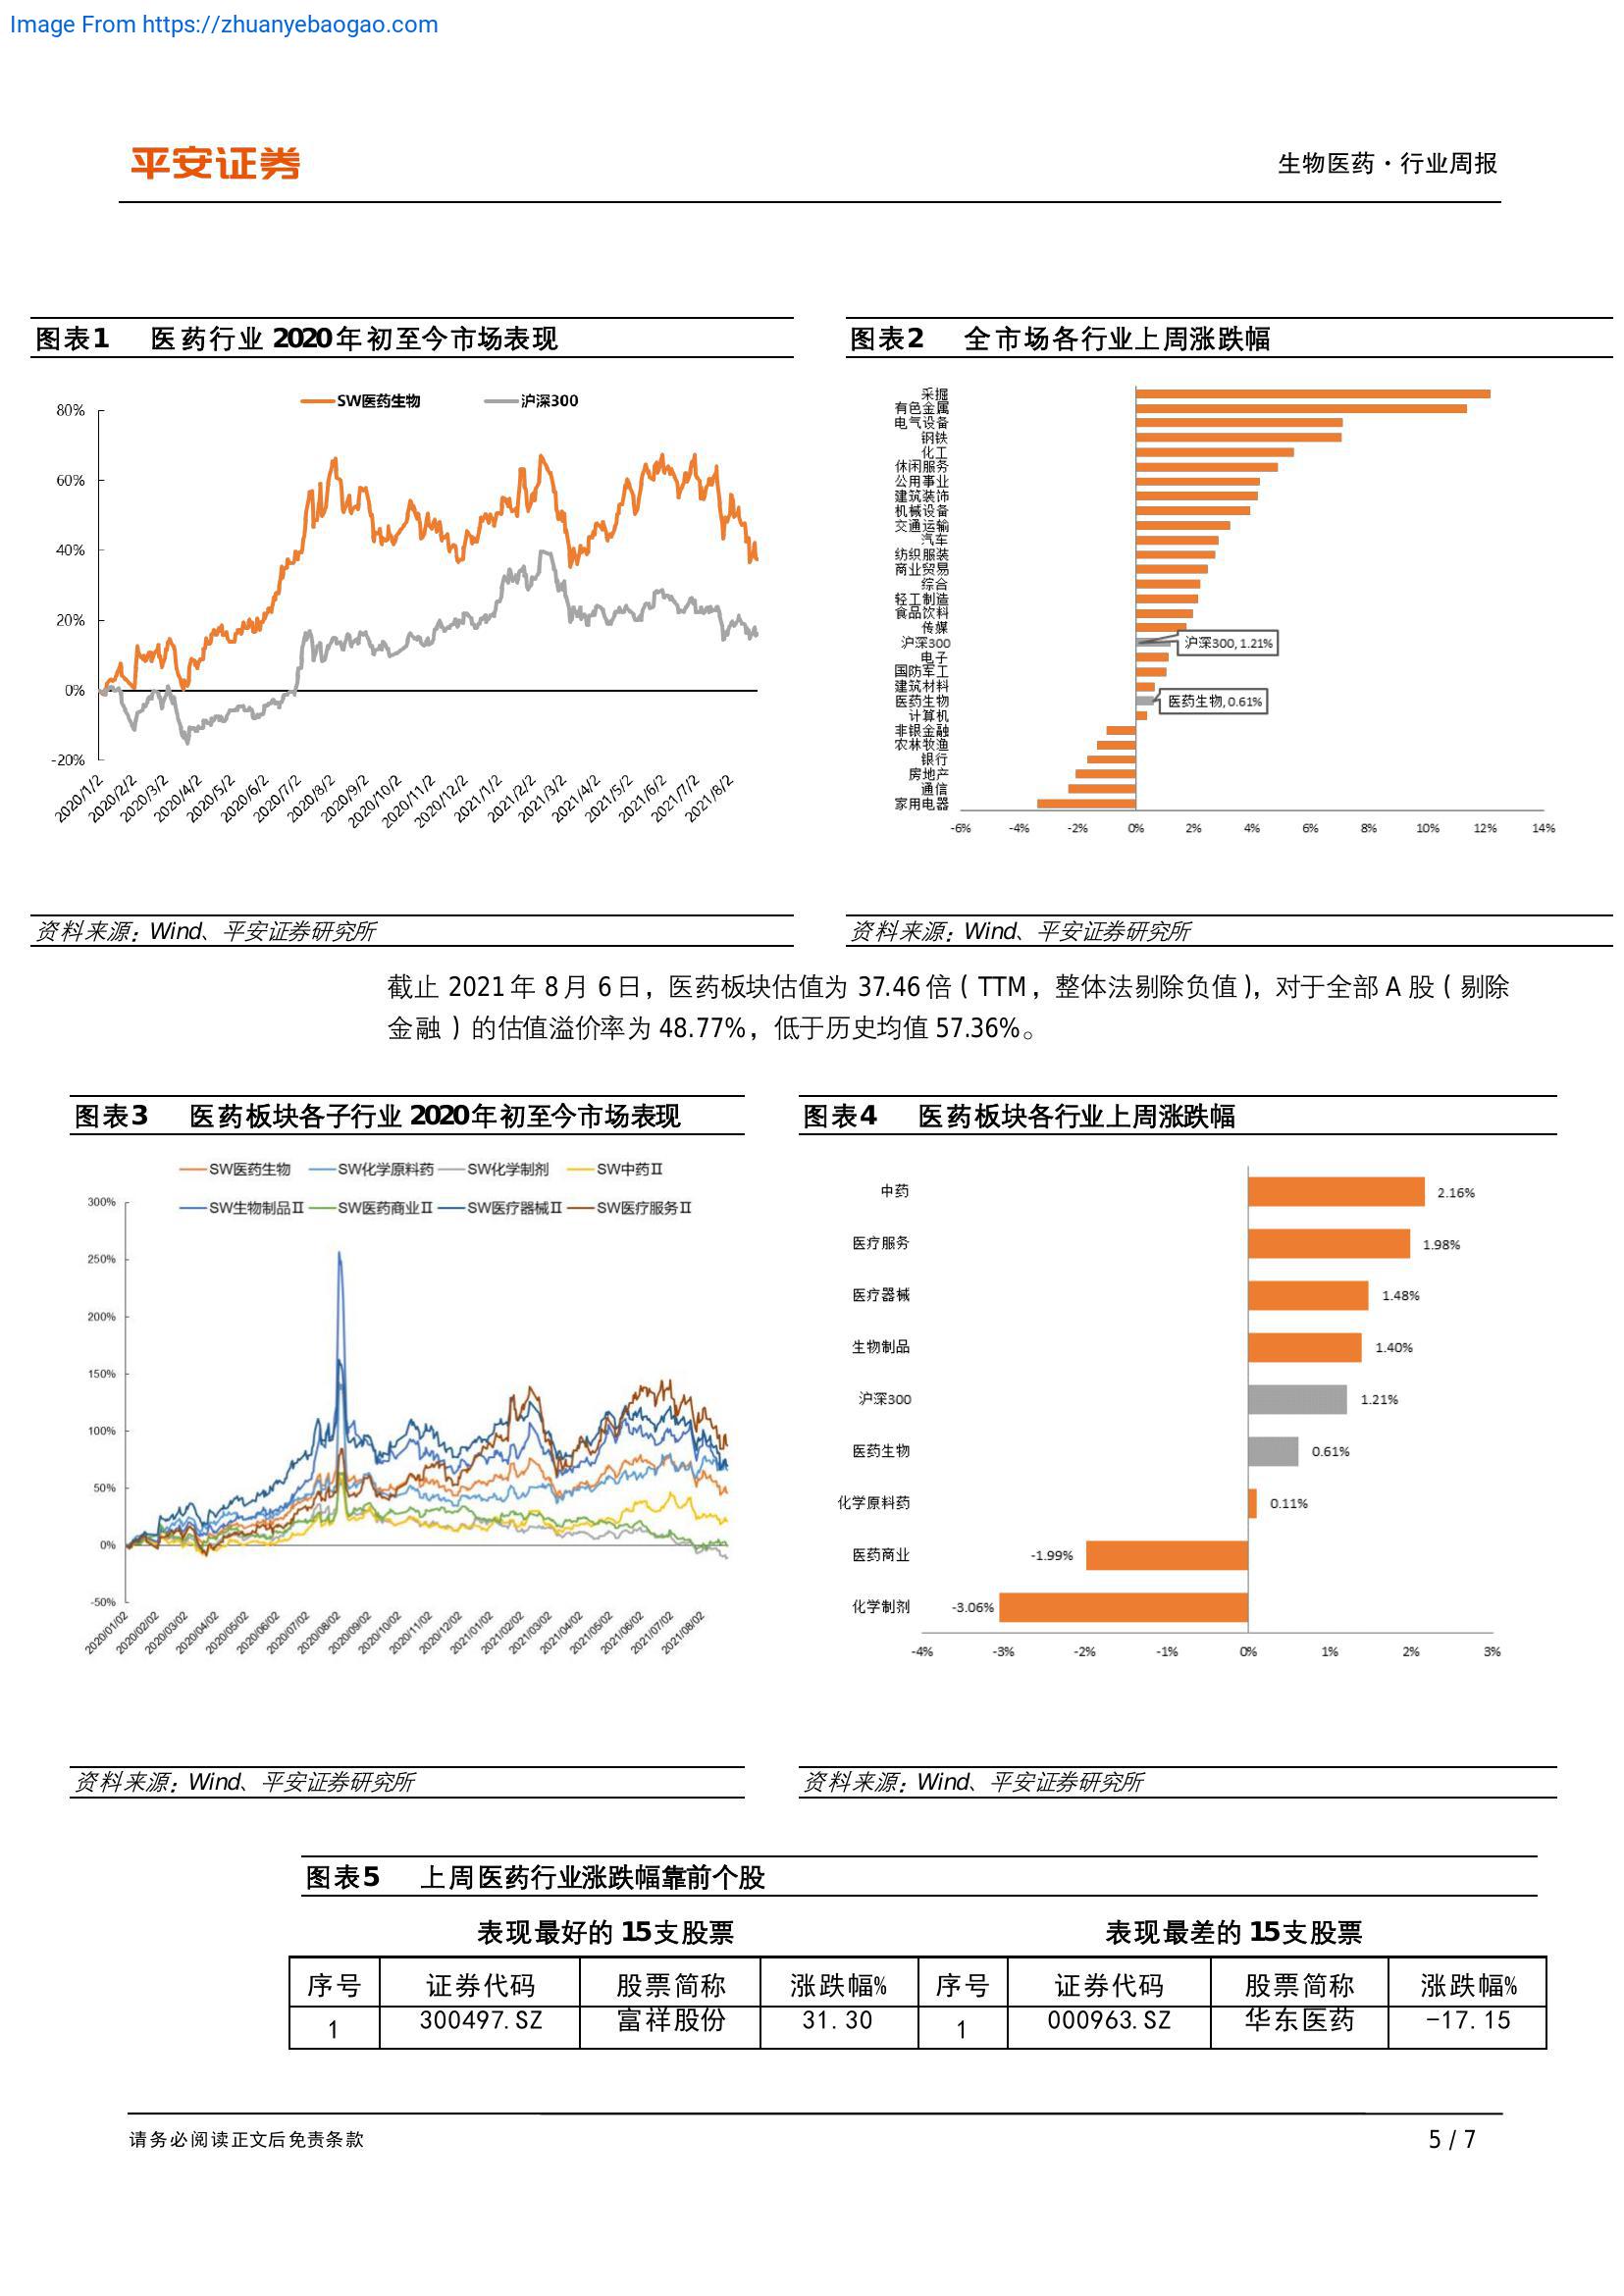 Image From https://zhuanyebaogao.com
平安证券
生物医药·行业周报
图表1 医药行业 2020年初至今市场表现
SW医药生物 沪深300
80%
60%
40%
20%
0%
-20%
2020/1/2 2020/2/2 2020/3/2 2020/4/2 2020/5/2 2020/6/2 2020/7/2 2020/8/2 2020/9/2 2020/10/2 2020/11/2 2020/12/2 2021/1/2 2021/2/2 2021/3/2 2021/4/2 2021/5/2 2021/6/2 2021/7/2 2021/8/2
资料来源：Wind、平安证券研究所
图表2 全市场各行业上周涨跌幅
采掘
有色金属
电气设备
钢铁
化工
休闲服务
公用事业
建筑装饰
机械设备
交通运输
汽车
纺织服装
商业贸易
综合
轻工制造
食品饮料
传媒
沪深300 沪深300, 1.21%
电子
国防军工
建筑材料
医药生物 医药生物, 0.61%
计算机
非银金融
农林牧渔
银行
房地产
通信
家用电器
-6% -4% -2% 0% 2% 4% 6% 8% 10% 12% 14%
资料来源：Wind、平安证券研究所
截止 2021年 8月 6日，医药板块估值为 37.46倍（TTM，整体法剔除负值），对于全部 A 股（剔除
金融）的估值溢价率为 48.77%，低于历史均值 57.36%。
图表3 医药板块各子行业 2020年初至今市场表现
SW医药生物 SW化学原料药 SW化学制剂 SW中药Ⅱ
SW生物制品Ⅱ SW医药商业Ⅱ SW医疗器械Ⅱ SW医疗服务Ⅱ
300%
250%
200%
150%
100%
50%
0%
-50%
2020/01/02 2020/02/02 2020/03/02 2020/04/02 2020/05/02 2020/06/02 2020/07/02 2020/08/02 2020/09/02 2020/10/02 2020/11/02 2020/12/02 2021/01/02 2021/02/02 2021/03/02 2021/04/02 2021/05/02 2021/06/02 2021/07/02 2021/08/02
资料来源：Wind、平安证券研究所
图表4 医药板块各行业上周涨跌幅
中药 2.16%
医疗服务 1.98%
医疗器械 1.48%
生物制品 1.40%
沪深300 1.21%
医药生物 0.61%
化学原料药 0.11%
医药商业 -1.99%
化学制剂 -3.06%
-4% -3% -2% -1% 0% 1% 2% 3%
资料来源：Wind、平安证券研究所
图表5 上周医药行业涨跌幅靠前个股
表现最好的 15支股票 表现最差的 15支股票
序号 证券代码 股票简称 涨跌幅% 序号 证券代码 股票简称 涨跌幅%
1 300497.SZ 富祥股份 31.30 1 000963.SZ 华东医药 -17.15
请务必阅读正文后免责条款
5 / 7